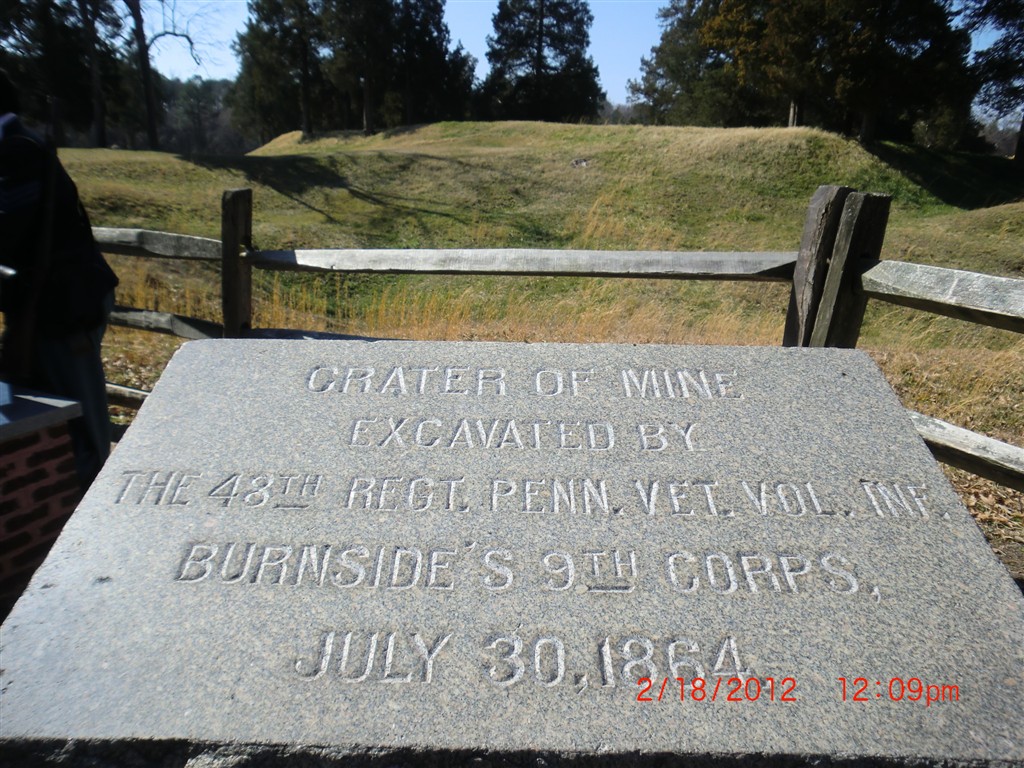 CRATER OF MINE
EXCAVATED BY
THE 48TH REGT. PENN. VET. VOL. INF.
BURNSIDE'S 9TH CORPS,
JULY 30, 1864.
2/18/2012 12:09pm